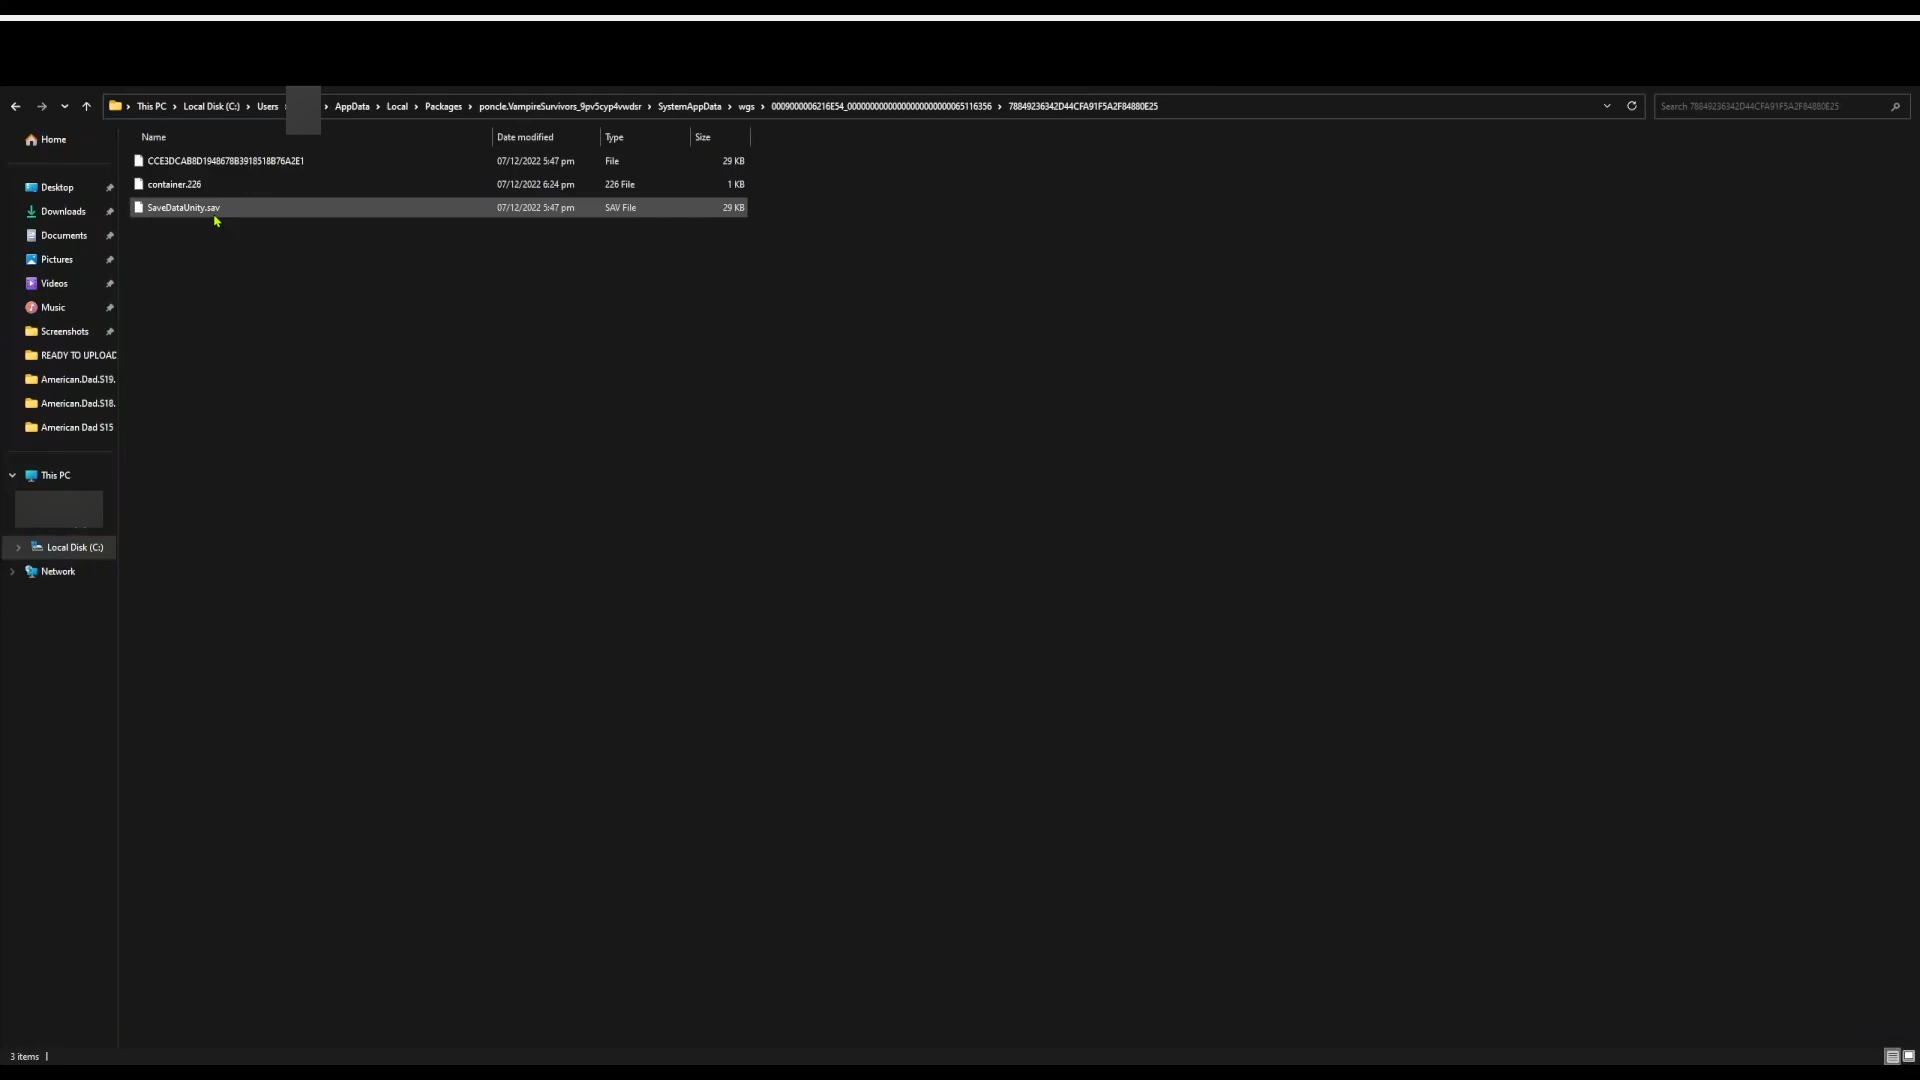 This PC > Local Disk (C:) > Users > AppData > Local > Packages > poncle.VampireSurvivors_9pv5cyp4vwdsr > SystemAppData > wgs > 0009000006216E54_00000000000000000000000065116356 > 78849236342D44CFA91F5A2F84880E25
Search 78849236342D44CFA91F5A2F84880E25
Name Date modified Type Size
CCE3DCAB8D1948678B3918518B76A2E1 07/12/2022 5:47 pm File 29 KB
container.226 07/12/2022 6:24 pm 226 File 1 KB
SaveDataUnity.sav 07/12/2022 5:47 pm SAV File 29 KB
Home
Desktop
Downloads
Documents
Pictures
Videos
Music
Screenshots
READY TO UPLOAD
American.Dad.S19.
American.Dad.S18.
American Dad S15
This PC
Local Disk (C:)
Network
3 items